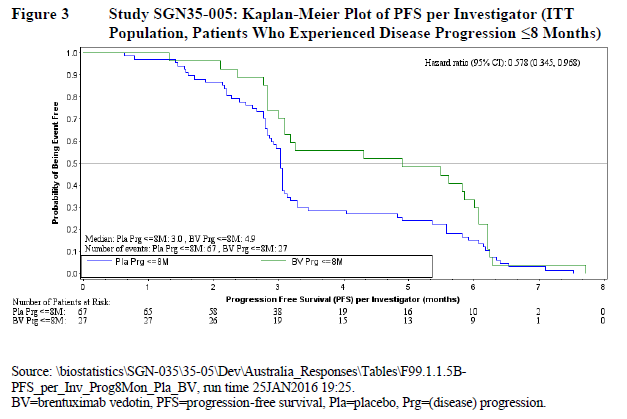 Figure 3 Study SGN35-005: Kaplan-Meier Plot of PFS per Investigator (ITT
Population, Patients Who Experienced Disease Progression ≤8 Months)
Hazard ratio (95% CI): 0.578 (0.345, 0.968)
Probability of Being Event Free
1.0
0.9
0.8
0.7
0.6
0.5
0.4
0.3
0.2
0.1
0.0
Median: Pla Prg <=8M: 3.0 , BV Prg <=8M: 4.9
Number of events: Pla Prg <=8M: 67 , BV Prg <=8M: 27
Pla Prg <=8M BV Prg <=8M
0 1 2 3 4 5 6 7 8
Progression Free Survival (PFS) per Investigator (months)
Number of Patients at Risk:
Pla Prg <=8M: 67 65 58 38 19 16 10 2 0
BV Prg <=8M: 27 27 26 19 15 13 9 1 0
Source: \biostatistics\SGN-035\35-05\Dev\Australia_Responses\Tables\F99.1.1.5B-
PFS_per_Inv_Prog8Mon_Pla_BV, run time 25JAN2016 19:25.
BV=brentuximab vedotin, PFS=progression-free survival, Pla=placebo, Prg=(disease) progression.